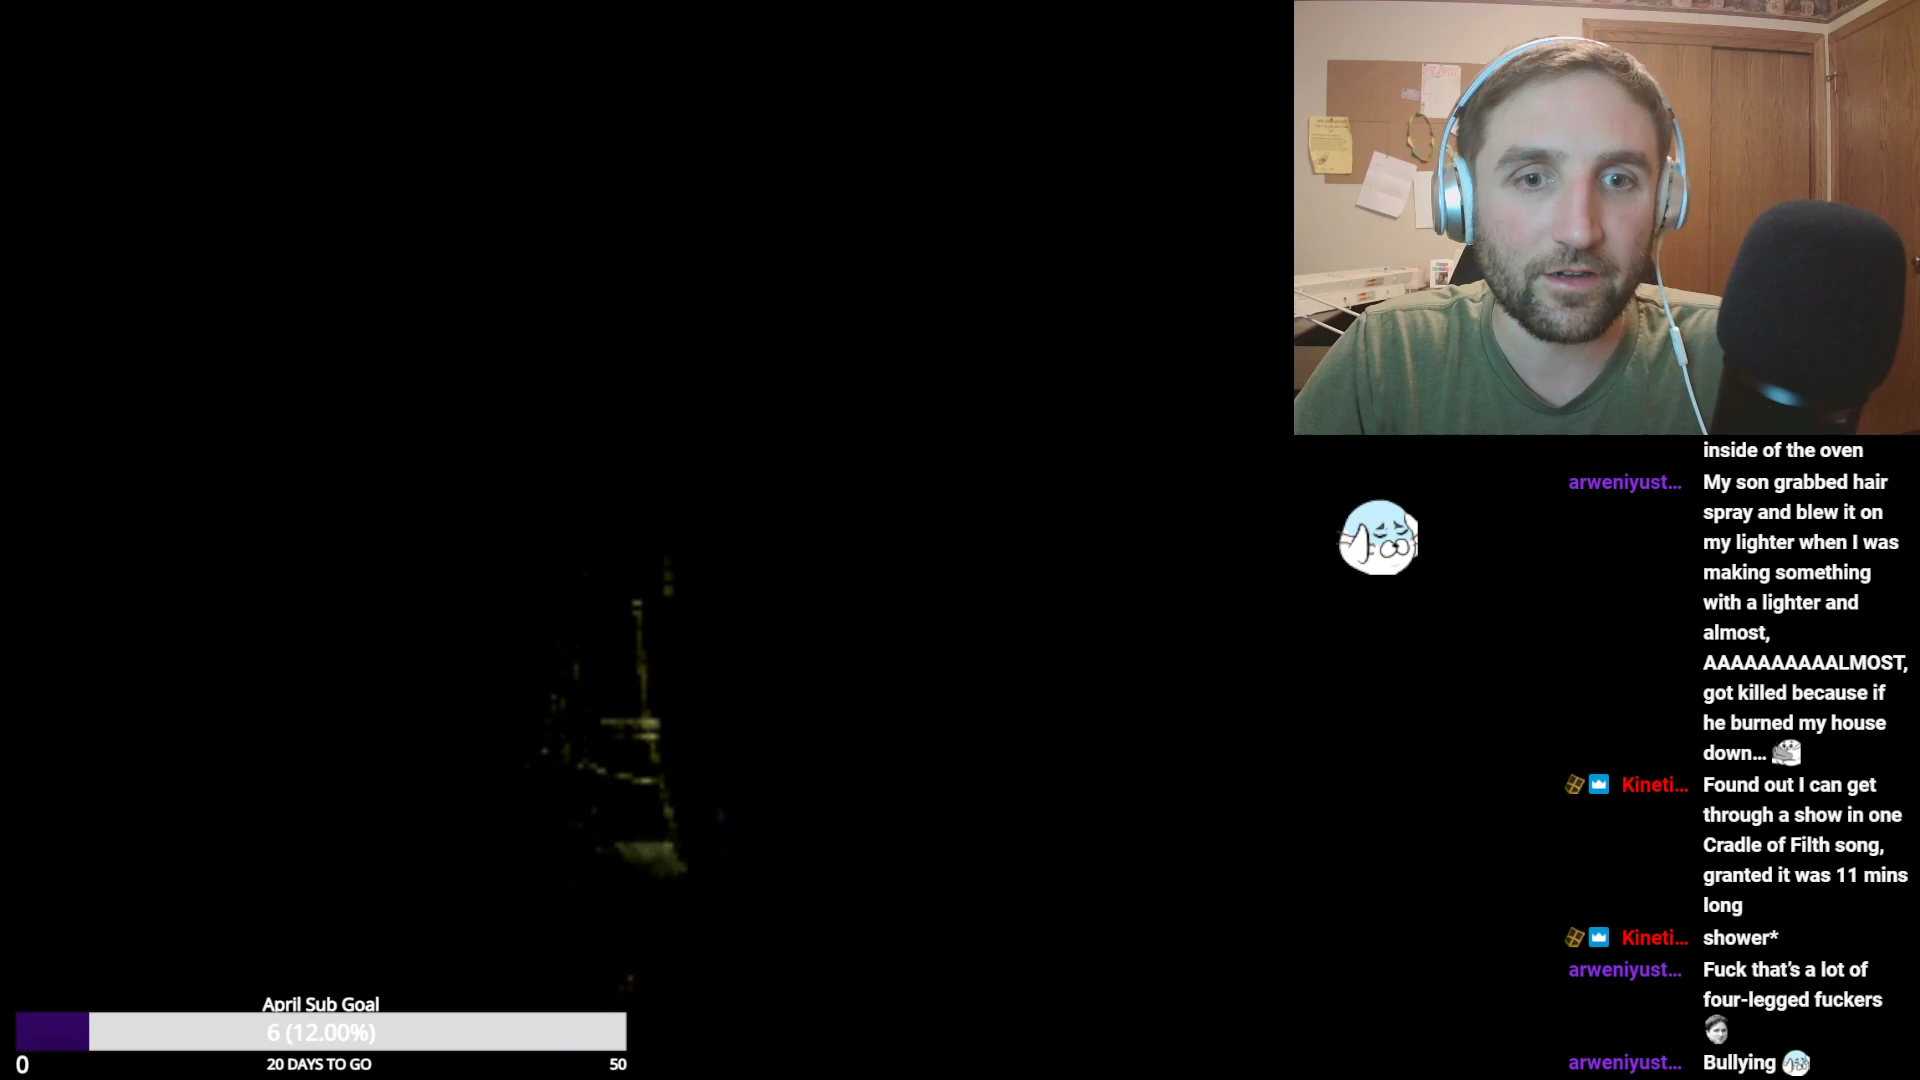 inside of the oven
arweniyust... My son grabbed hair
spray and blew it on
my lighter when I was
making something
with a lighter and
almost,
AAAAAAAAAALMOST,
got killed because if
he burned my house
down...
Kineti... Found out I can get
through a show in one
Cradle of Filth song,
granted it was 11 mins
long
Kineti... shower*
arweniyust... Fuck that's a lot of
four-legged fuckers
arweniyust... Bullying
April Sub Goal
6 (12.00%)
0 20 DAYS TO GO 50